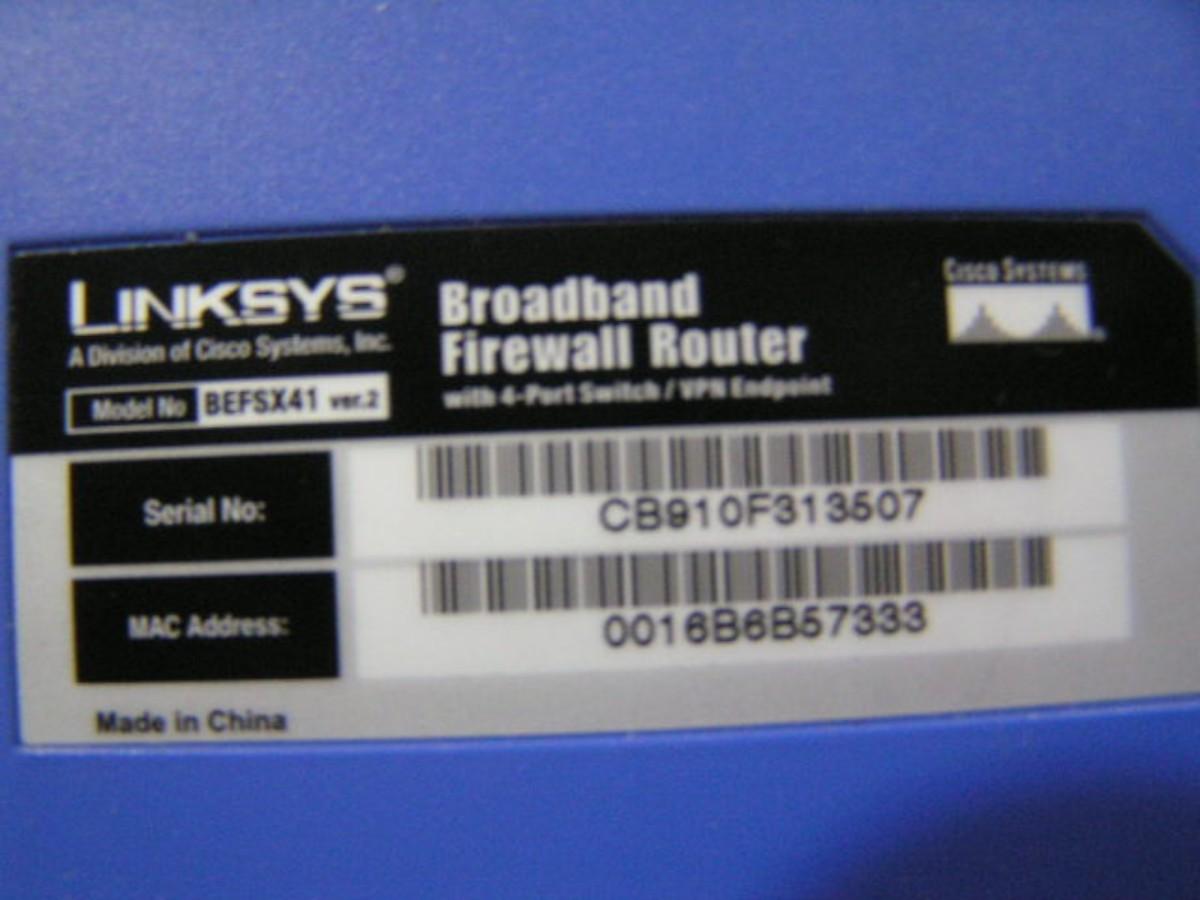 LINKSYS®
A Division of Cisco Systems, Inc.
Model No BEFSX41 ver.2
Broadband
Firewall Router
with 4-Port Switch / VPN Endpoint
CISCO SYSTEMS
Serial No:
CB910F313507
MAC Address:
0016B6B57333
Made in China